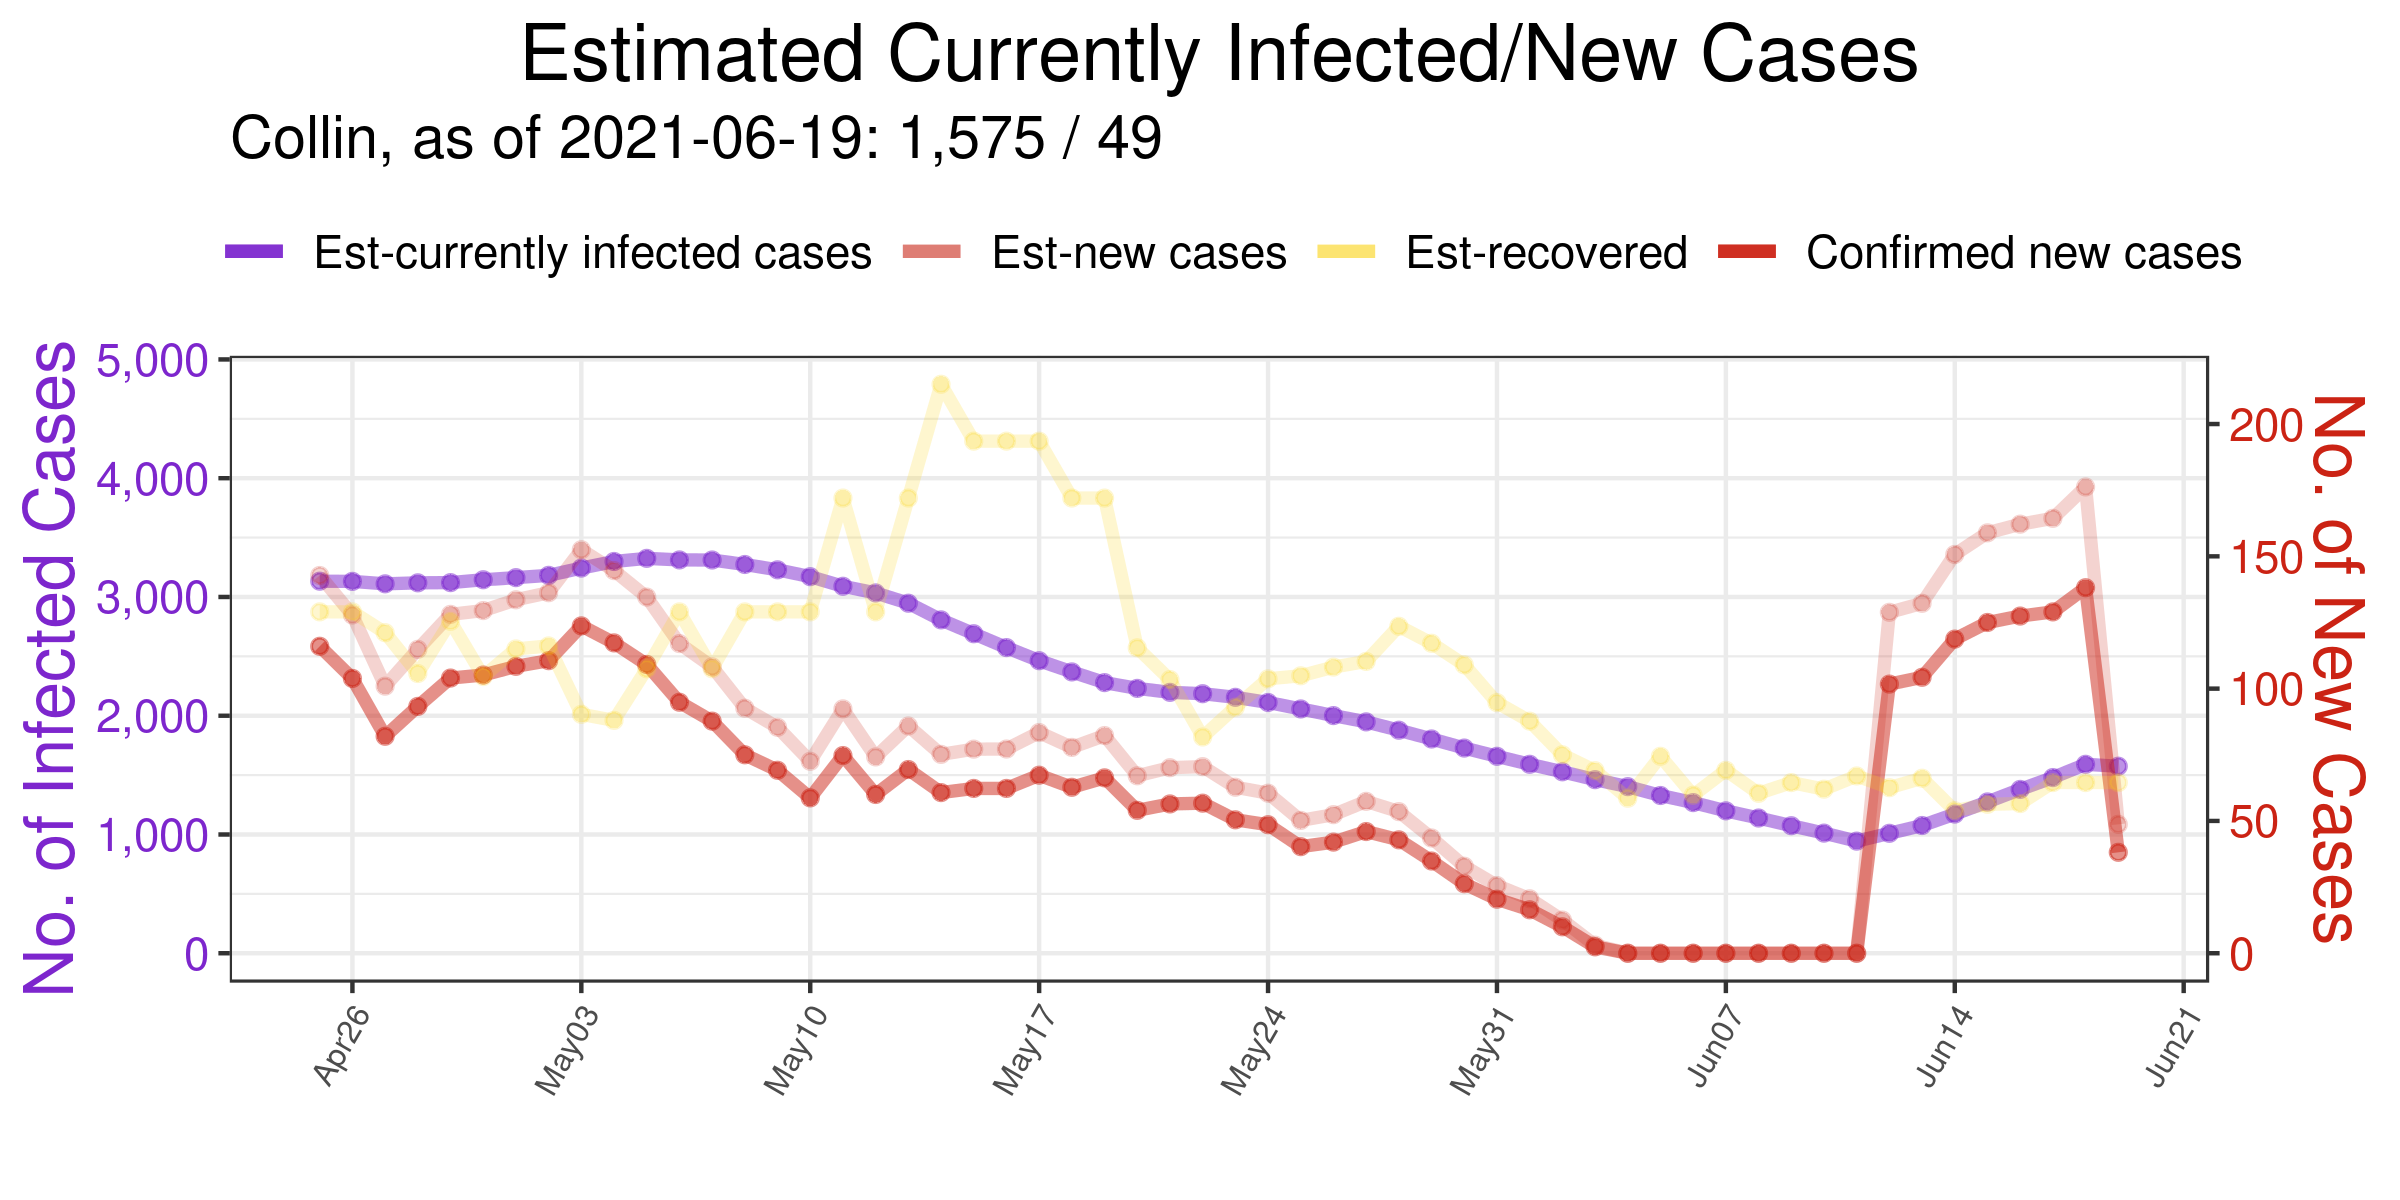 Estimated Currently Infected/New Cases
Collin, as of 2021-06-19: 1,575 / 49
Est-currently infected cases Est-new cases Est-recovered Confirmed new cases
No. of Infected Cases
5,000
4,000
3,000
2,000
1,000
0
200
150
100
50
0
No. of New Cases
Apr26 May03 May10 May17 May24 May31 Jun07 Jun14 Jun21